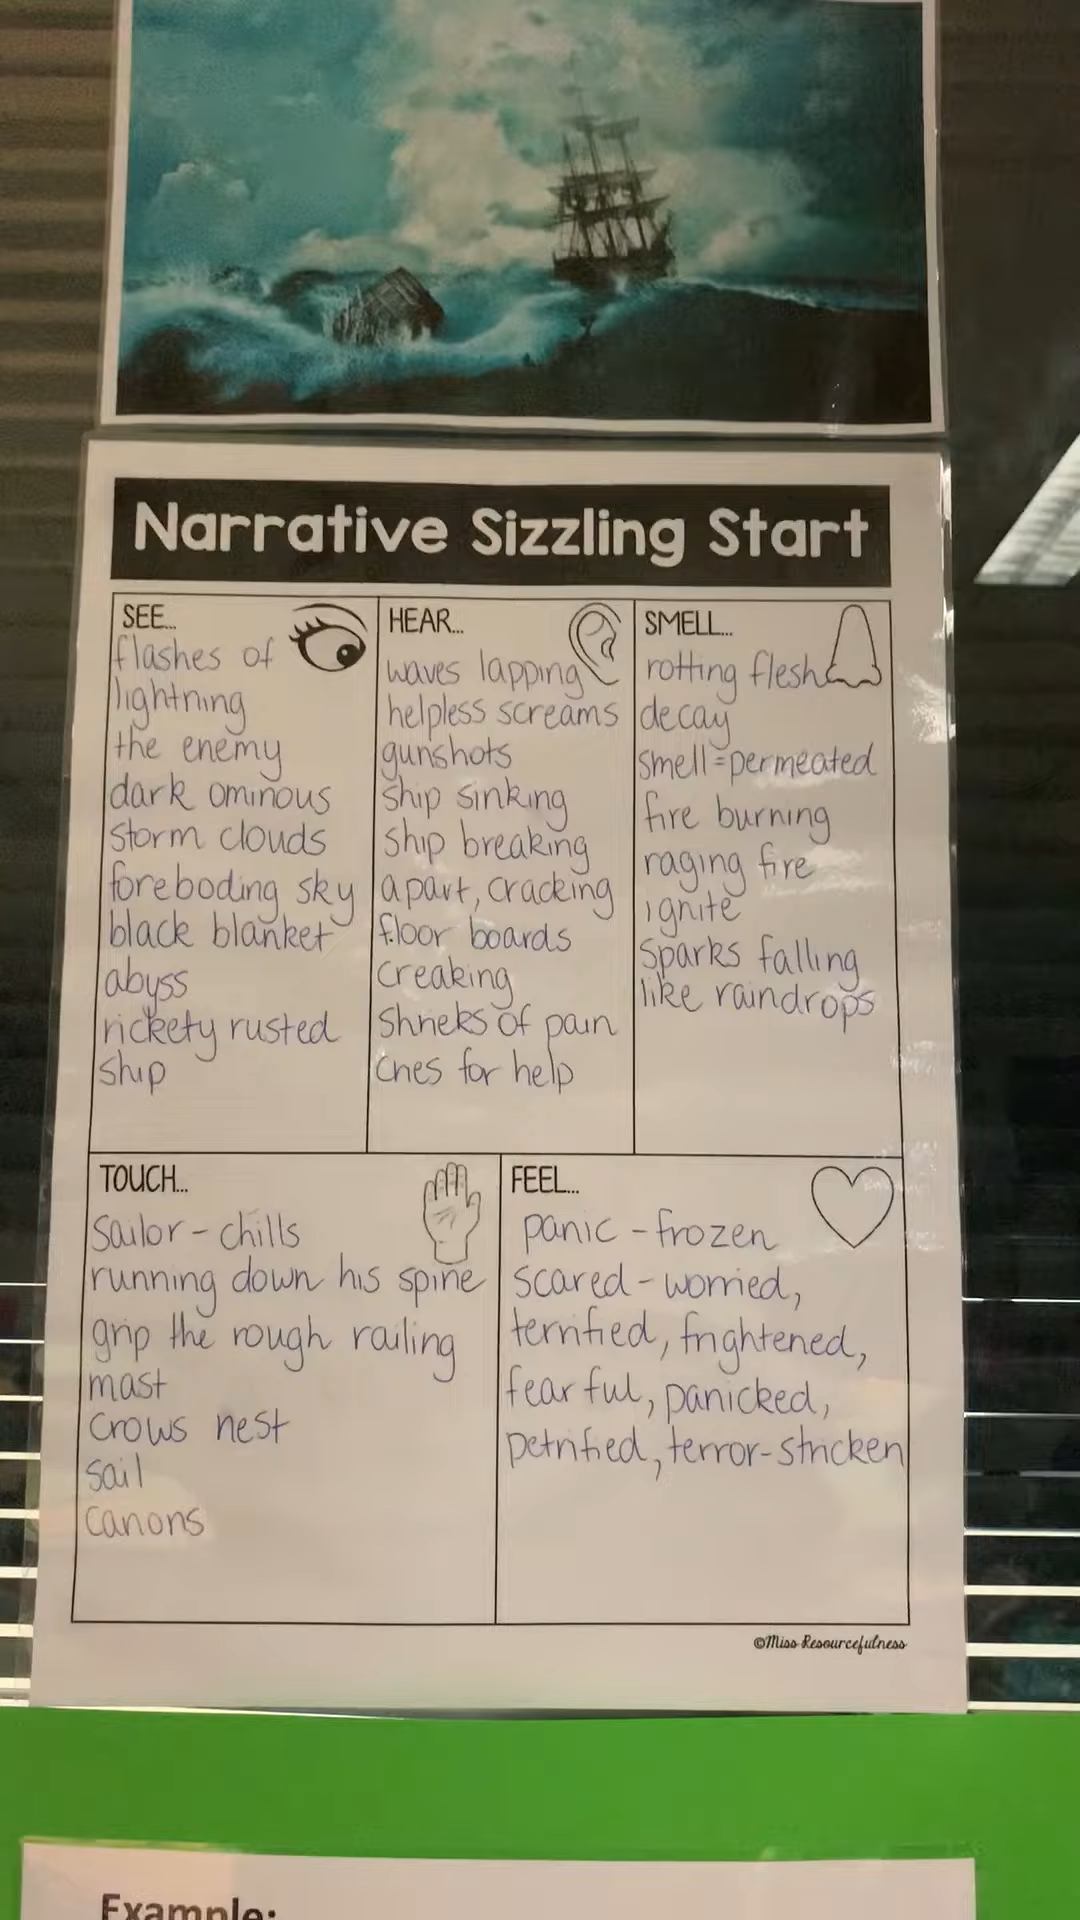 Narrative Sizzling Start
SEE...
flashes of
lightning
the enemy
dark ominous
storm clouds
foreboding sky
black blanket
abyss
rickety rusted
ship
HEAR...
waves lapping
helpless screams
gunshots
ship sinking
ship breaking
apart, cracking
floor boards
creaking
shrieks of pain
cries for help
SMELL...
rotting flesh
decay
smell=permeated
fire burning
raging fire
ignite
sparks falling
like raindrops
TOUCH...
sailor - chills
running down his spine
grip the rough railing
mast
crows nest
sail
canons
FEEL...
panic - frozen
scared - worried,
terrified, frightened,
fearful, panicked,
petrified, terror-stricken
©Miss Resourcefulness
Example: